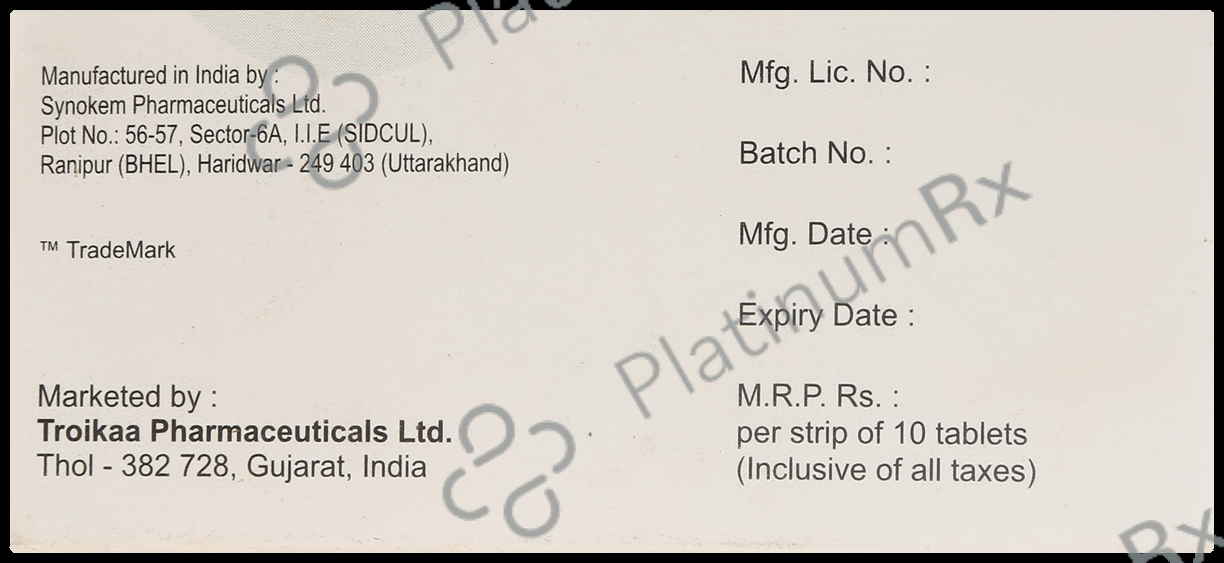 Manufactured in India by :
Synokem Pharmaceuticals Ltd.
Plot No.: 56-57, Sector-6A, I.I.E (SIDCUL),
Ranipur (BHEL), Haridwar - 249 403 (Uttarakhand)
™ TradeMark
Marketed by :
Troikaa Pharmaceuticals Ltd.
Thol - 382 728, Gujarat, India
Mfg. Lic. No. :
Batch No. :
Mfg. Date :
Expiry Date :
M.R.P. Rs. :
per strip of 10 tablets
(Inclusive of all taxes)
PlatinumRx
Pla
Rx